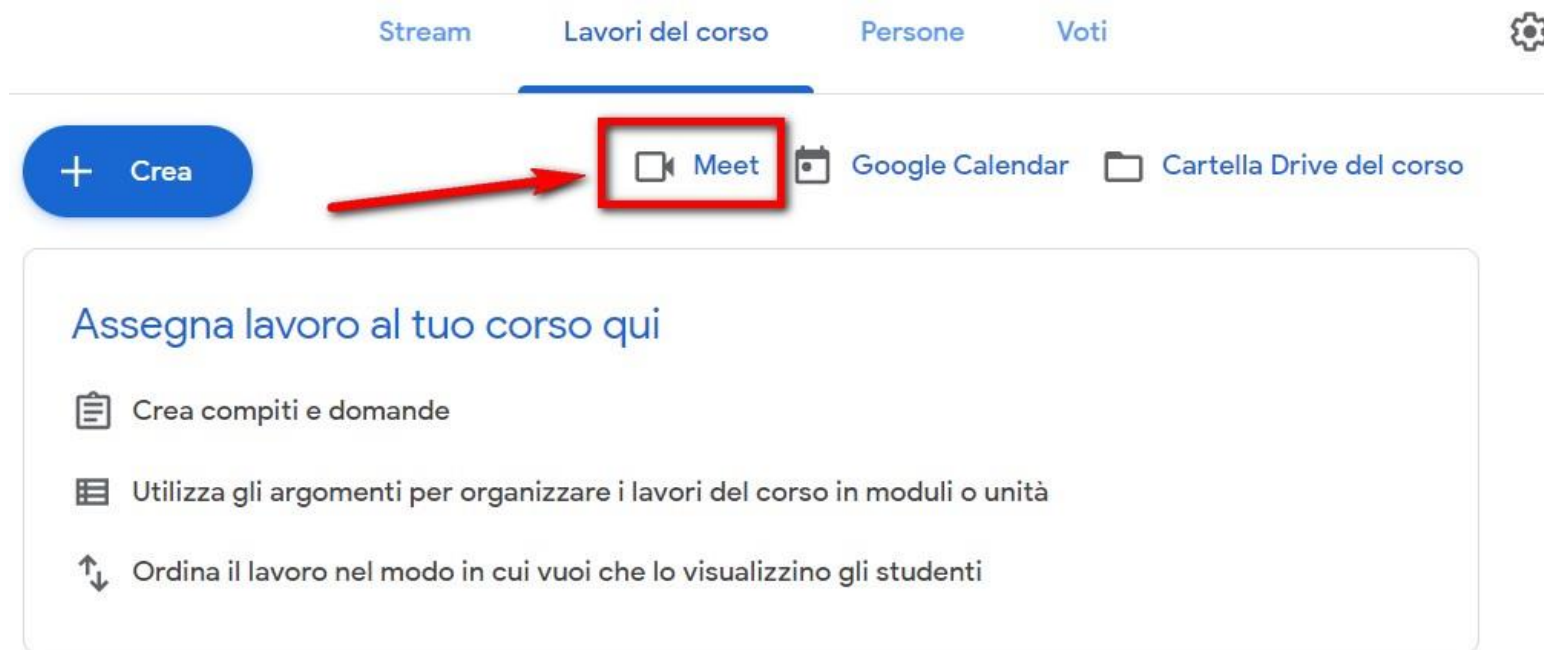 Stream Lavori del corso Persone Voti
+ Crea Meet Google Calendar Cartella Drive del corso
Assegna lavoro al tuo corso qui
Crea compiti e domande
Utilizza gli argomenti per organizzare i lavori del corso in moduli o unità
Ordina il lavoro nel modo in cui vuoi che lo visualizzino gli studenti